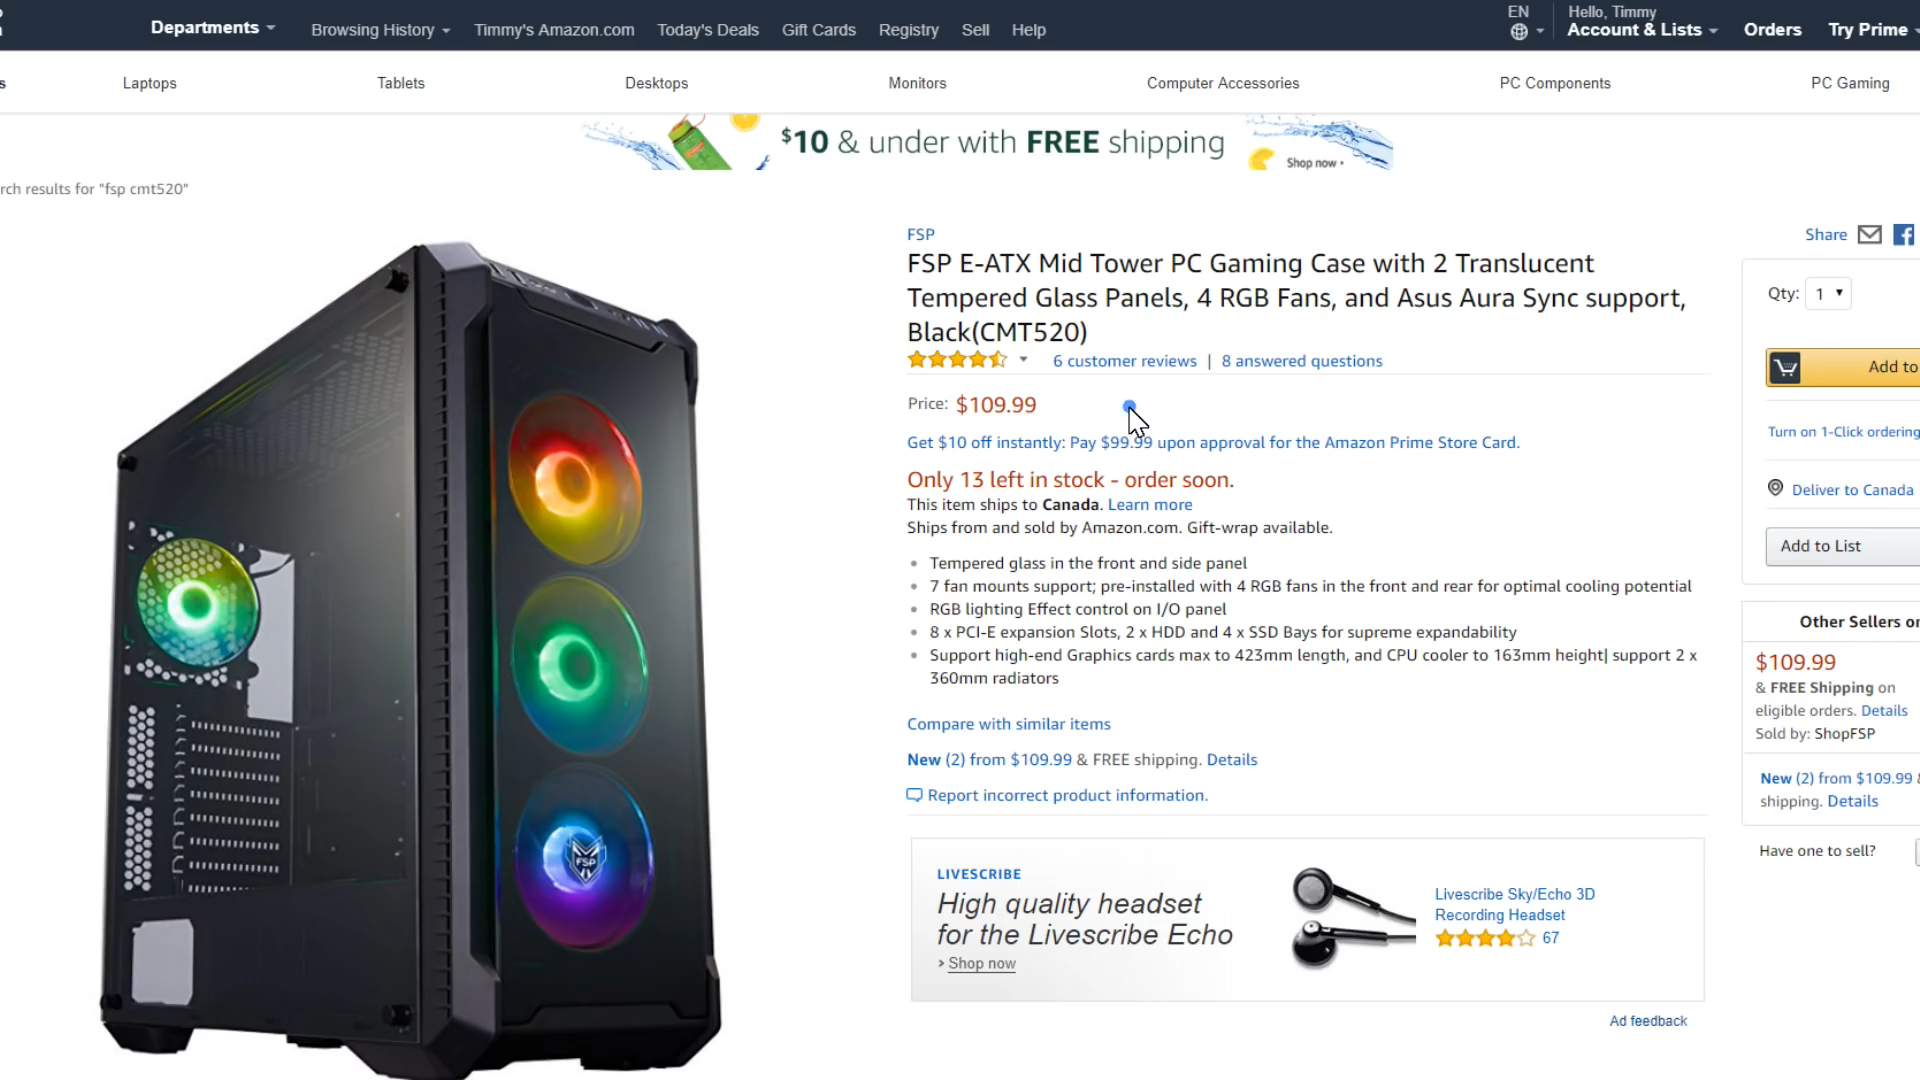 Departments
Browsing History
Timmy's Amazon.com
Today's Deals
Gift Cards
Registry
Sell
Help
EN
Hello, Timmy
Account & Lists
Orders
Try Prime
Laptops
Tablets
Desktops
Monitors
Computer Accessories
PC Components
PC Gaming
$10 & under with FREE shipping
Shop now
rch results for "fsp cmt520"
FSP
FSP E-ATX Mid Tower PC Gaming Case with 2 Translucent
Tempered Glass Panels, 4 RGB Fans, and Asus Aura Sync support,
Black(CMT520)
6 customer reviews | 8 answered questions
Price: $109.99
Get $10 off instantly: Pay $99.99 upon approval for the Amazon Prime Store Card.
Only 13 left in stock - order soon.
This item ships to Canada. Learn more
Ships from and sold by Amazon.com. Gift-wrap available.
Tempered glass in the front and side panel
7 fan mounts support; pre-installed with 4 RGB fans in the front and rear for optimal cooling potential
RGB lighting Effect control on I/O panel
8 x PCI-E expansion Slots, 2 x HDD and 4 x SSD Bays for supreme expandability
Support high-end Graphics cards max to 423mm length, and CPU cooler to 163mm height| support 2 x
360mm radiators
Compare with similar items
New (2) from $109.99 & FREE shipping. Details
Report incorrect product information.
FSP
LIVESCRIBE
High quality headset
for the Livescribe Echo
› Shop now
Livescribe Sky/Echo 3D
Recording Headset
67
Ad feedback
Share
Qty: 1
Add to
Turn on 1-Click ordering
Deliver to Canada
Add to List
Other Sellers on
$109.99
& FREE Shipping on
eligible orders. Details
Sold by: ShopFSP
New (2) from $109.99 &
shipping. Details
Have one to sell?